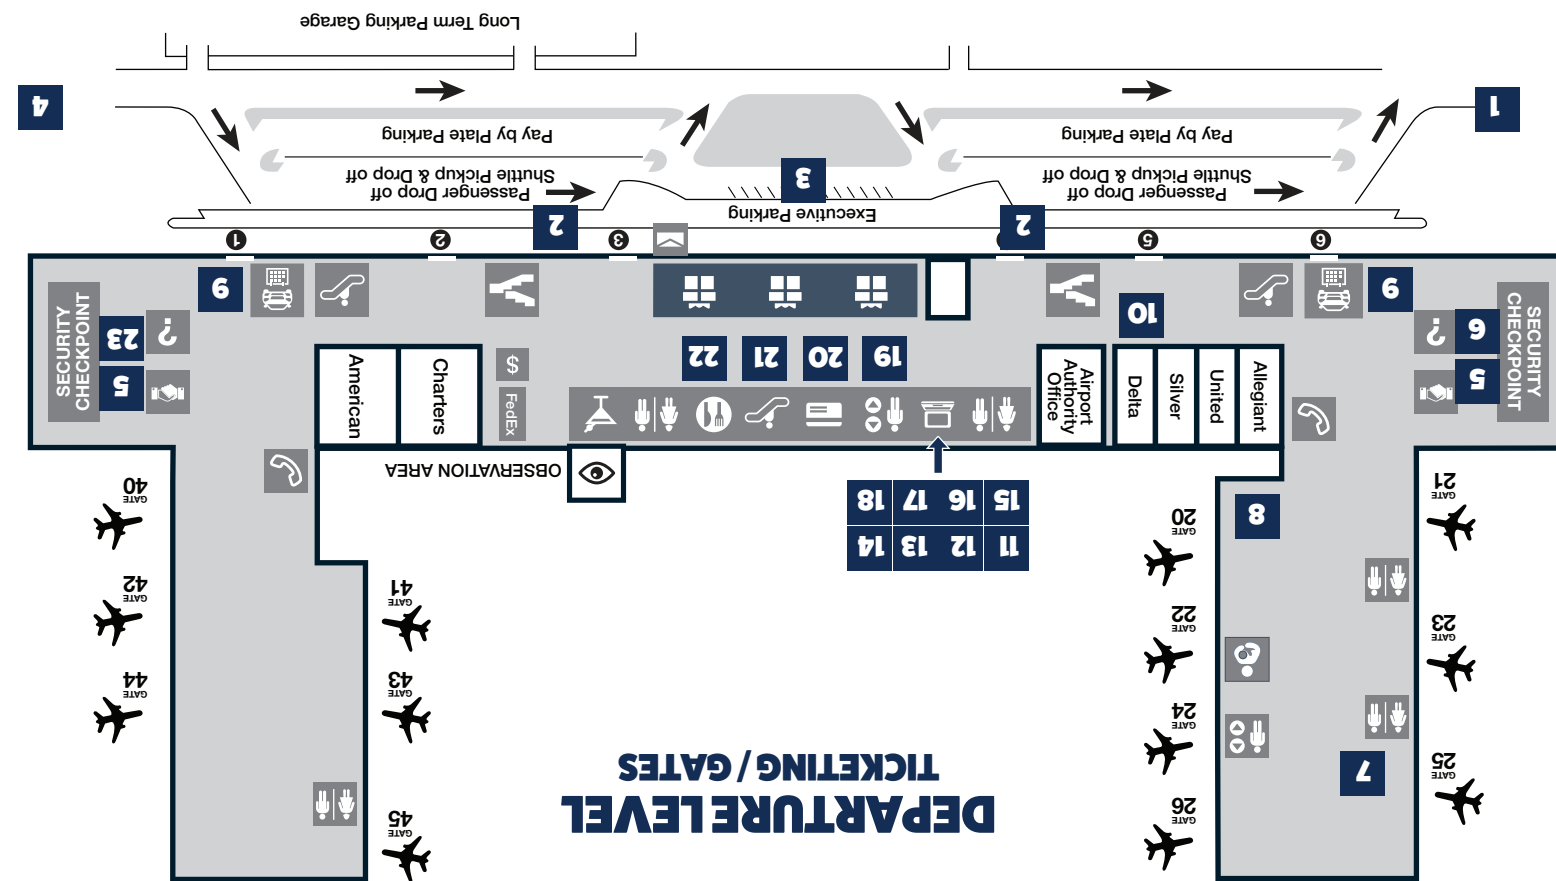 DEPARTURE LEVEL
TICKETING / GATES
GATE
25
GATE
23
GATE
21
GATE
26
GATE
24
GATE
22
GATE
20
GATE
45
GATE
43
GATE
41
GATE
44
GATE
42
GATE
40
7
8
11 12 13 14
15 16 17 18
OBSERVATION AREA
SECURITY
CHECKPOINT
5
6
?
Allegiant
United
Silver
Delta
Airport
Authority
Office
FedEx
$
Charters
American
SECURITY
CHECKPOINT
5
23
?
19
20
21
22
10
9
9
6
5
3
2
1
2
2
Executive Parking
3
Passenger Drop off
Shuttle Pickup & Drop off
Passenger Drop off
Shuttle Pickup & Drop off
Pay by Plate Parking
Pay by Plate Parking
1
4
Long Term Parking Garage